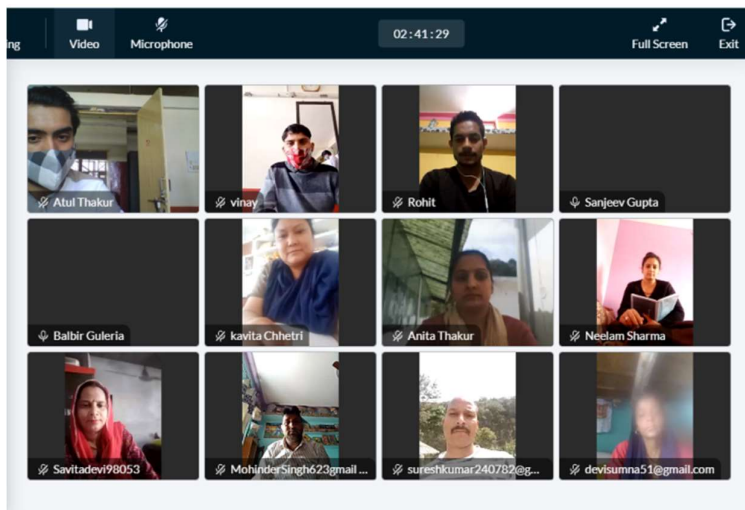 ing
Video
Microphone
02:41:29
Full Screen
Exit
Atul Thakur
vinay
Rohit
Sanjeev Gupta
Balbir Guleria
kavita Chhetri
Anita Thakur
Neelam Sharma
Savitadevi98053
MohinderSingh623gmail ...
sureshkumar240782@g...
devisumna51@gmail.com